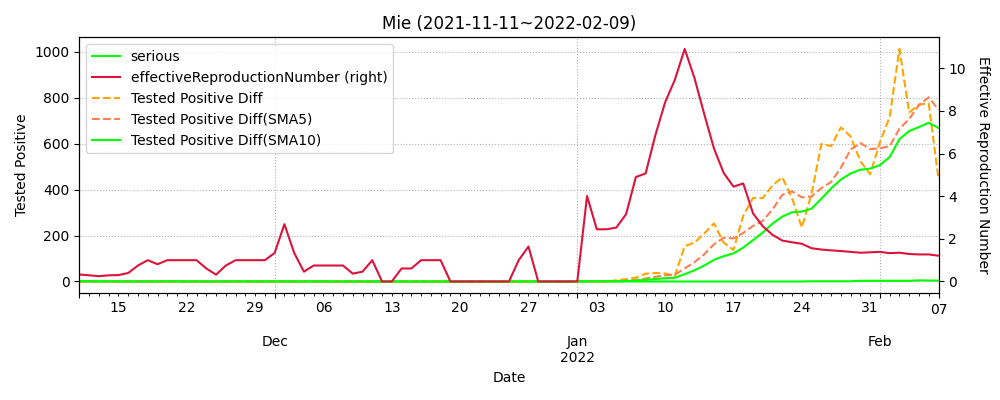 Mie (2021-11-11~2022-02-09)
serious
effectiveReproductionNumber (right)
Tested Positive Diff
Tested Positive Diff(SMA5)
Tested Positive Diff(SMA10)
Tested Positive
1000
800
600
400
200
0
Effective Reproduction Number
10
8
6
4
2
0
15 22 29 06 13 20 27 03 10 17 24 31 07
Dec Jan Feb
2022
Date